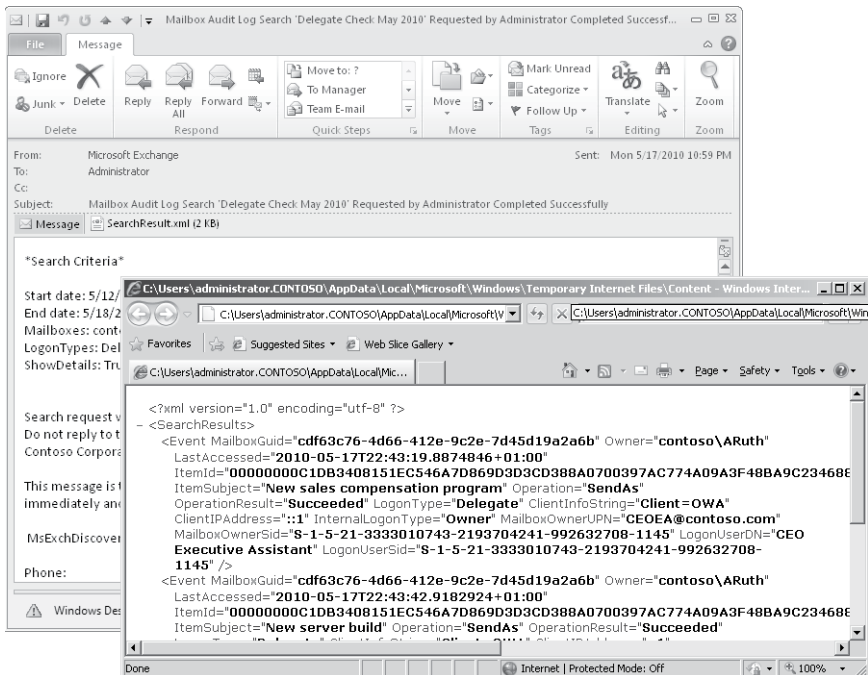 Mailbox Audit Log Search 'Delegate Check May 2010' Requested by Administrator Completed Successf...
File Message
Ignore
Junk
Delete
Reply
Reply All
Forward
Move to: ?
To Manager
Team E-mail
Move
Mark Unread
Categorize
Follow Up
Translate
Zoom
Delete Respond Quick Steps Move Tags Editing Zoom
From: Microsoft Exchange Sent: Mon 5/17/2010 10:59 PM
To: Administrator
Cc:
Subject: Mailbox Audit Log Search 'Delegate Check May 2010' Requested by Administrator Completed Successfully
Message SearchResult.xml (2 KB)
*Search Criteria*
Start date: 5/12/
End date: 5/18/2
Mailboxes: cont
LogonTypes: Del
ShowDetails: Tru
Search request
Do not reply to t
Contoso Corpora
This message is
immediately and
MsExchDiscover
Phone:
Windows Des
C:\Users\administrator.CONTOSO\AppData\Local\Microsoft\Windows\Temporary Internet Files\Content - Windows Inter...
C:\Users\administrator.CONTOSO\AppData\Local\Microsoft\W
C:\Users\administrator.CONTOSO\AppData\Local\Microsoft\Win
Favorites Suggested Sites Web Slice Gallery
C:\Users\administrator.CONTOSO\AppData\Local\Mic...
Page Safety Tools
<?xml version="1.0" encoding="utf-8" ?>
- <SearchResults>
<Event MailboxGuid="cdf63c76-4d66-412e-9c2e-7d45d19a2a6b" Owner="contoso\ARuth"
LastAccessed="2010-05-17T22:43:19.8874846+01:00"
ItemId="00000000C1DB3408151EC546A7D869D3D3CD388A0700397AC774A09A3F48BA9C234688
ItemSubject="New sales compensation program" Operation="SendAs"
OperationResult="Succeeded" LogonType="Delegate" ClientInfoString="Client=OWA"
ClientIPAddress="::1" InternalLogonType="Owner" MailboxOwnerUPN="CEOEA@contoso.com"
MailboxOwnerSid="S-1-5-21-3333010743-2193704241-992632708-1145" LogonUserDN="CEO
Executive Assistant" LogonUserSid="S-1-5-21-3333010743-2193704241-992632708-
1145" />
<Event MailboxGuid="cdf63c76-4d66-412e-9c2e-7d45d19a2a6b" Owner="contoso\ARuth"
LastAccessed="2010-05-17T22:43:42.9182924+01:00"
ItemId="00000000C1DB3408151EC546A7D869D3D3CD388A0700397AC774A09A3F48BA9C234688
ItemSubject="New server build" Operation="SendAs" OperationResult="Succeeded"
Done Internet | Protected Mode: Off 100%